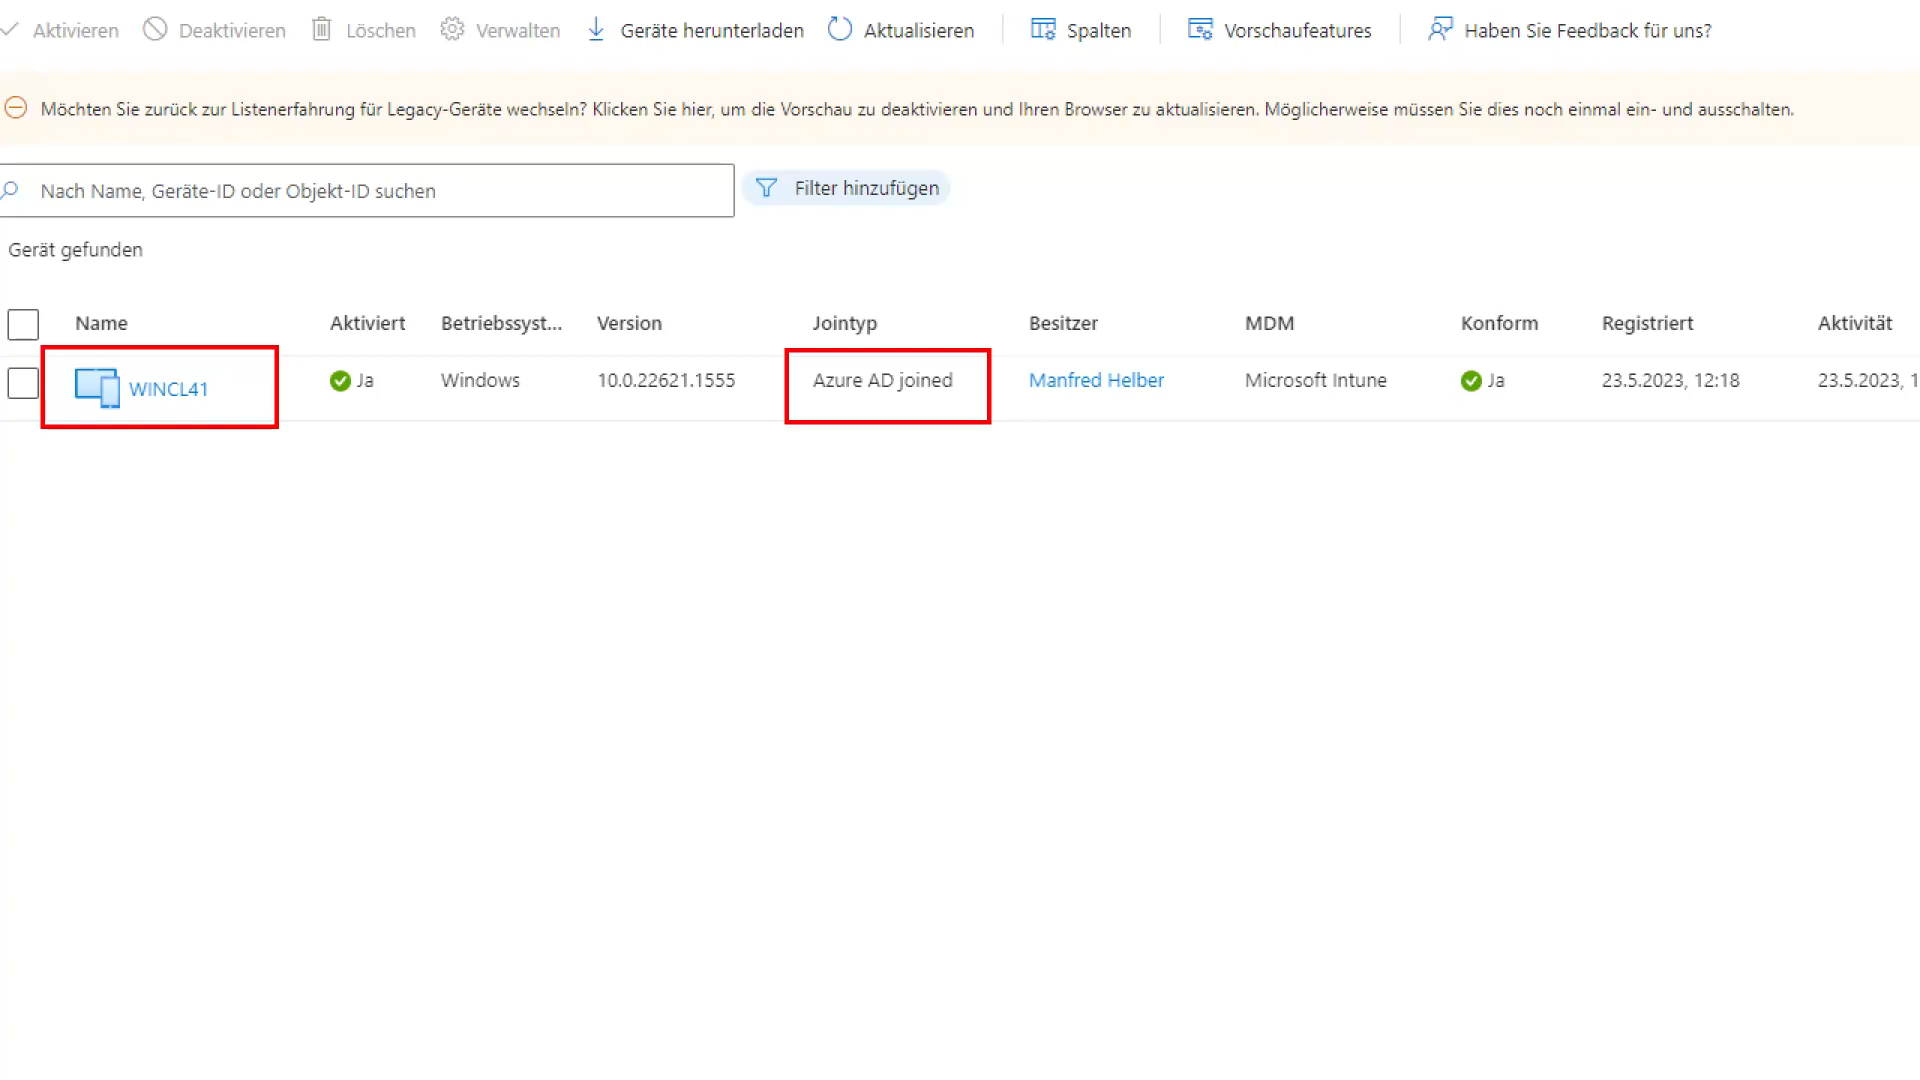 Aktivieren Deaktivieren Löschen Verwalten Geräte herunterladen Aktualisieren Spalten Vorschaufeatures Haben Sie Feedback für uns?
Möchten Sie zurück zur Listenerfahrung für Legacy-Geräte wechseln? Klicken Sie hier, um die Vorschau zu deaktivieren und Ihren Browser zu aktualisieren. Möglicherweise müssen Sie dies noch einmal ein- und ausschalten.
Nach Name, Geräte-ID oder Objekt-ID suchen Filter hinzufügen
Gerät gefunden
Name Aktiviert Betriebssyst... Version Jointyp Besitzer MDM Konform Registriert Aktivität
WINCL41 Ja Windows 10.0.22621.1555 Azure AD joined Manfred Helber Microsoft Intune Ja 23.5.2023, 12:18 23.5.2023, 1